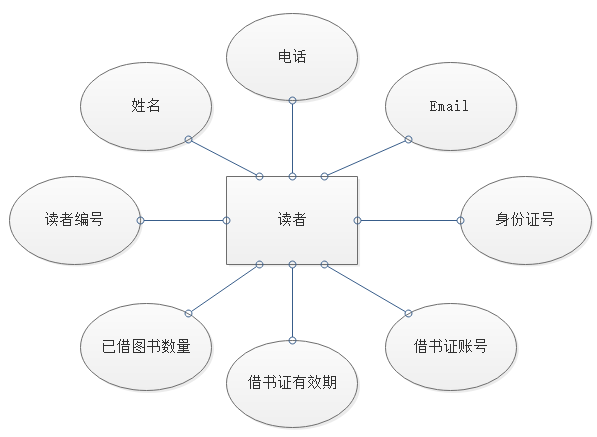 电话
姓名
Email
读者编号
读者
身份证号
已借图书数量
借书证账号
借书证有效期